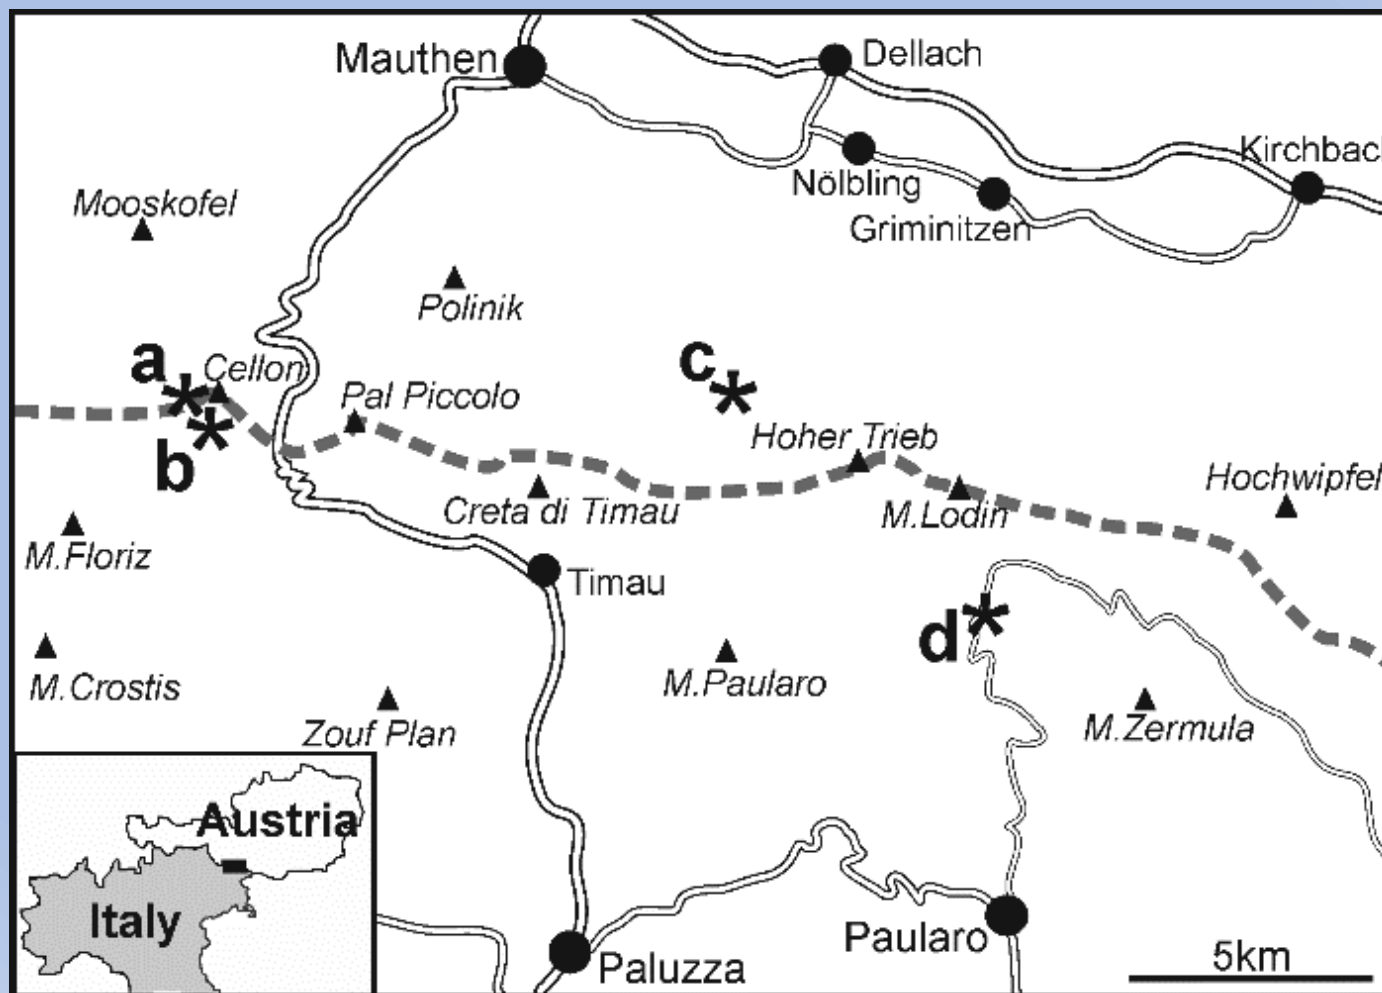 Mauthen
Dellach
Kirchbach
Nölbling
Mooskofel
Griminitzen
Polinik
a
Cellon
c
Pal Piccolo
b
Hoher Trieb
Hochwipfel
Creta di Timau
M.Lodin
M.Floriz
Timau
d
M.Crostis
M.Paularo
Zouf Plan
M.Zermula
Austria
Italy
Paularo
Paluzza
5km